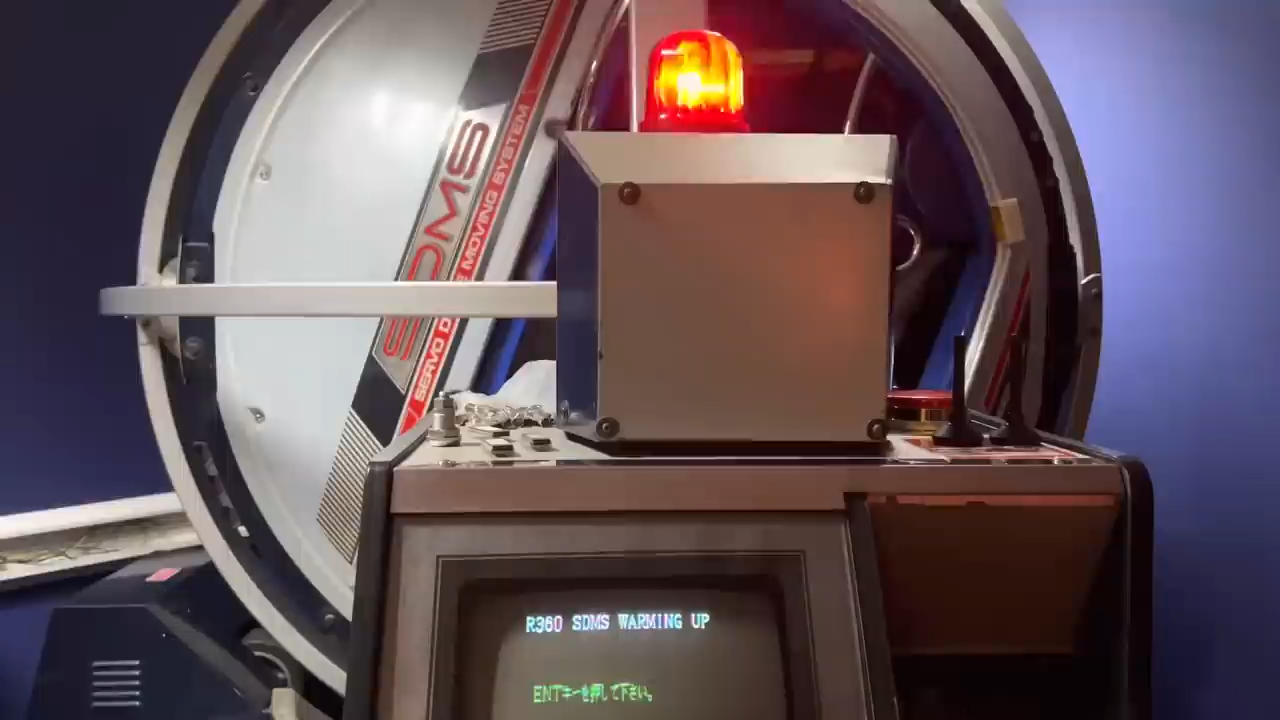 SDMS
SERVO D E MOVING SYSTEM
R360 SDMS WARMING UP
ENTキーを押して下さい。